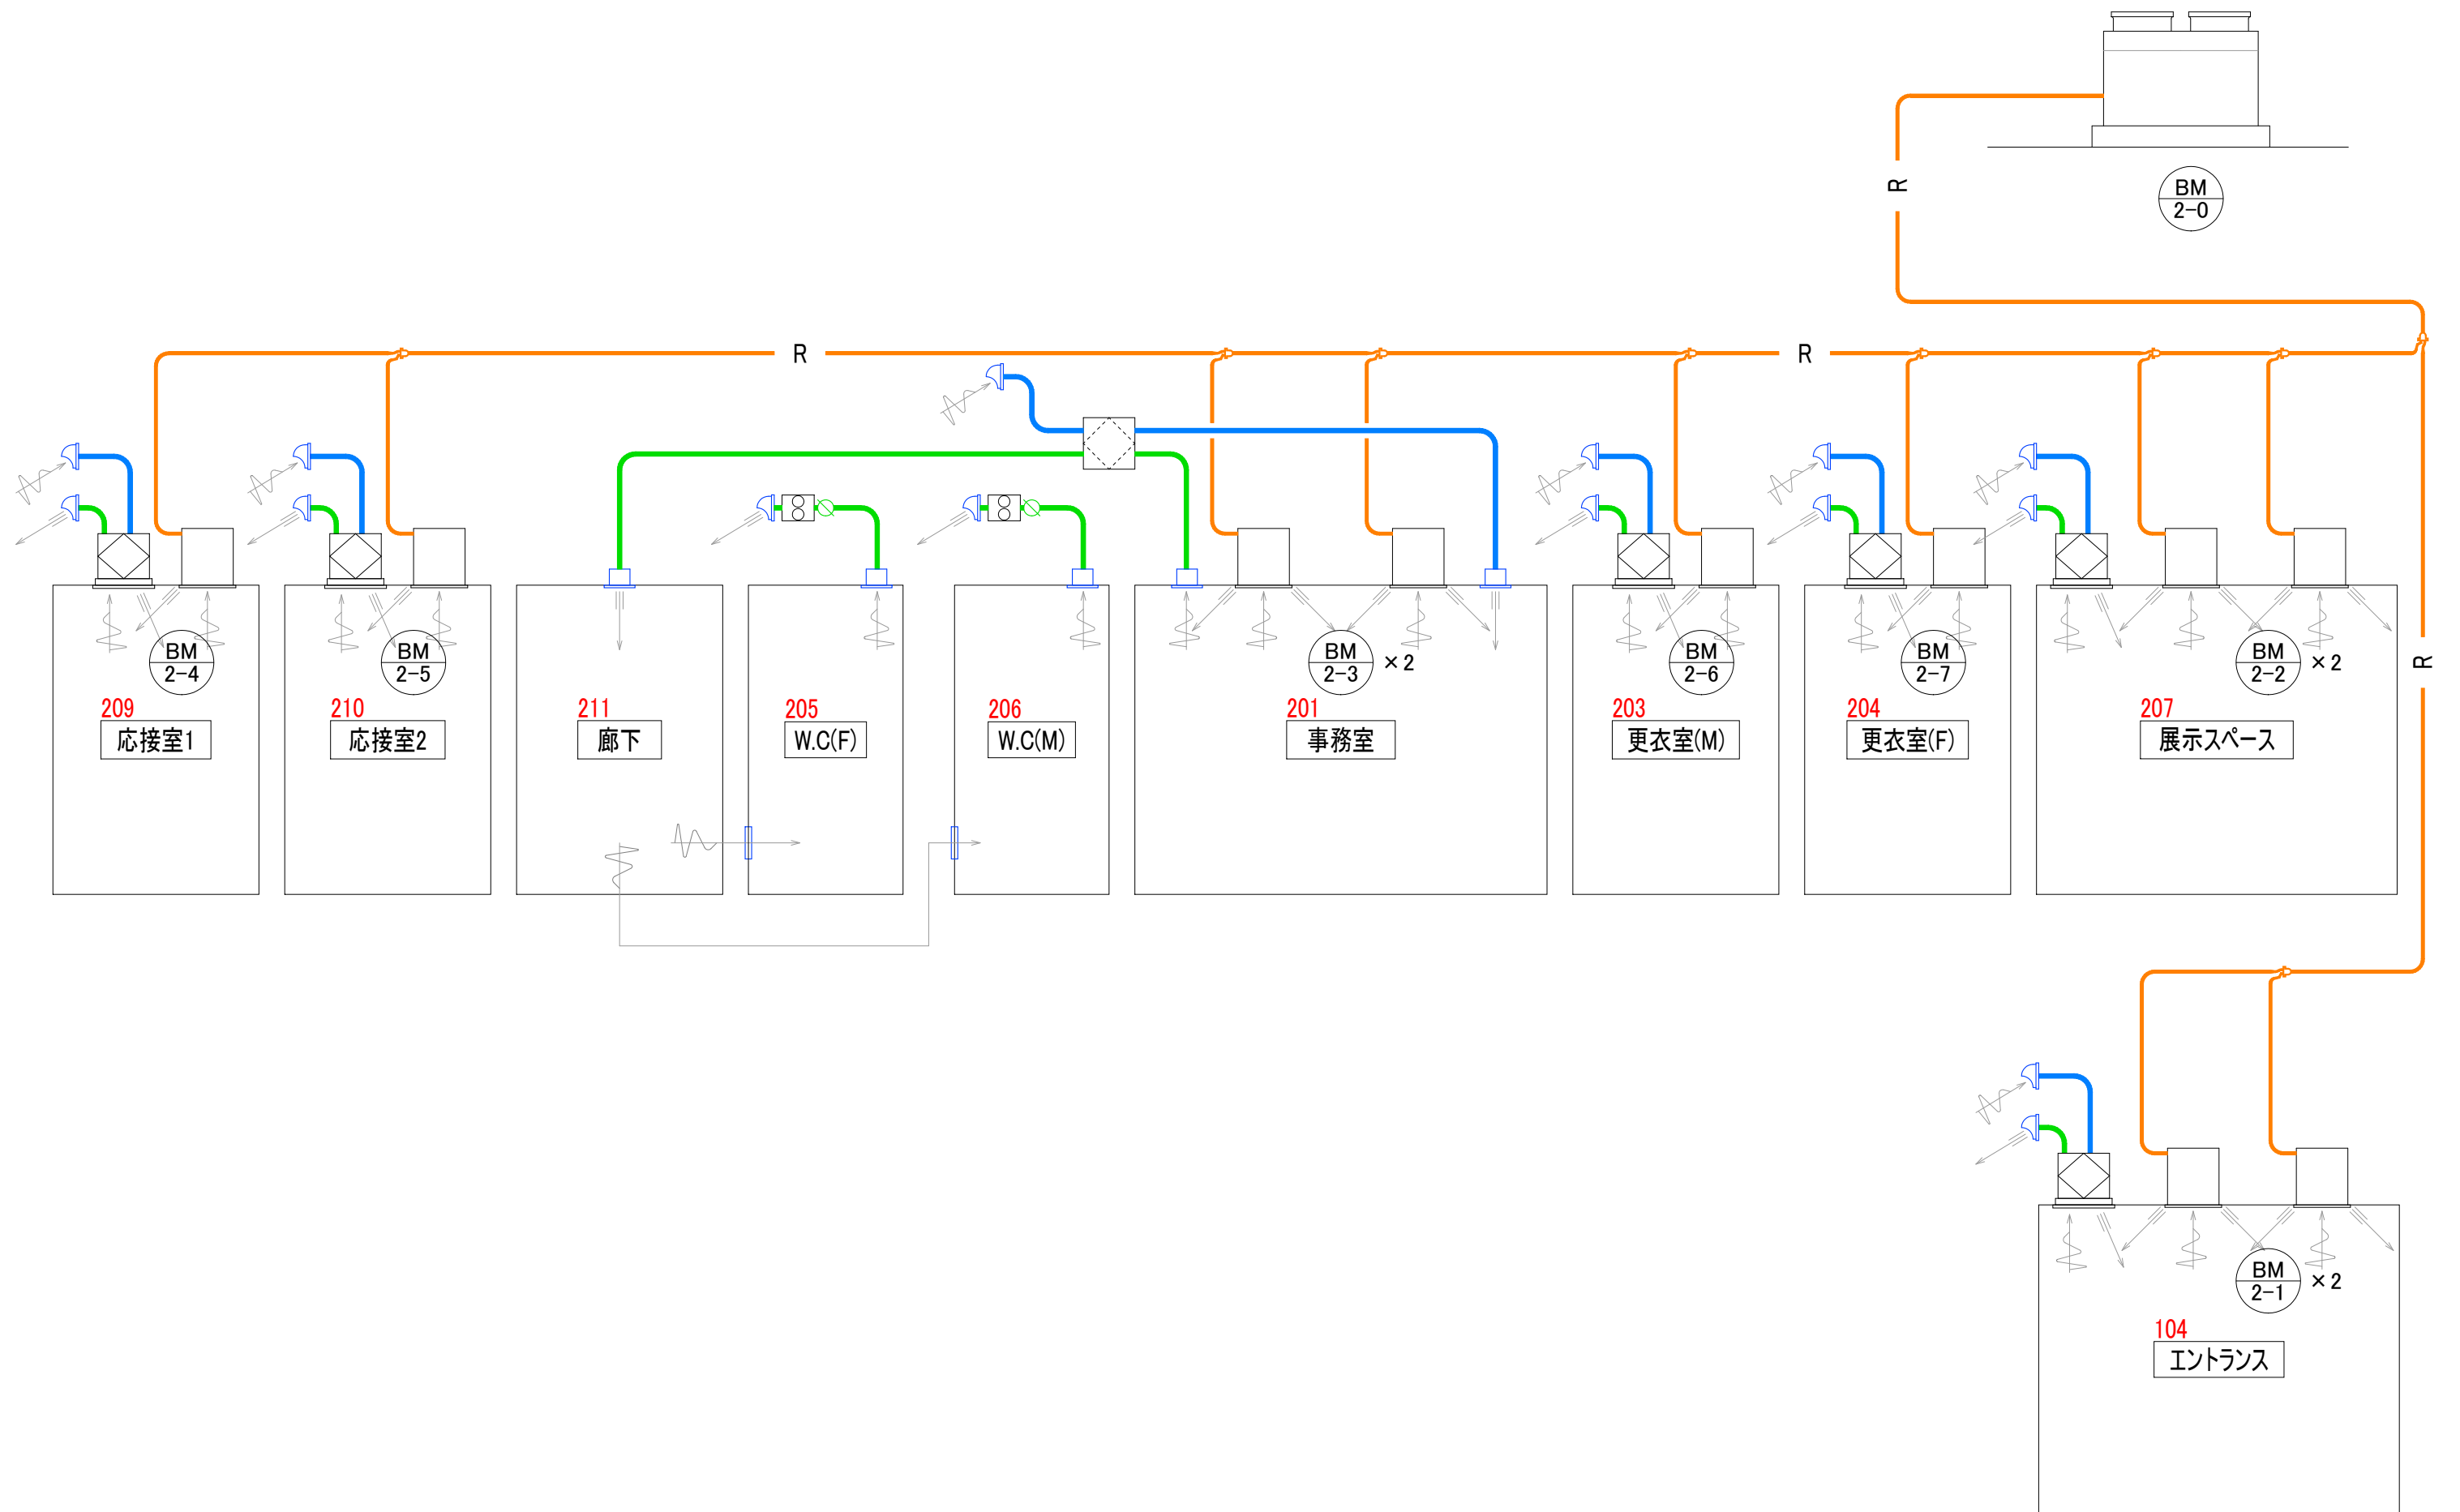 BM
2-0
R
R
R
R
BM
2-4
BM
2-5
BM
2-3
×2
BM
2-6
BM
2-7
BM
2-2
×2
209
応接室1
210
応接室2
211
廊下
205
W.C(F)
206
W.C(M)
201
事務室
203
更衣室(M)
204
更衣室(F)
207
展示スペース
BM
2-1
×2
104
エントランス